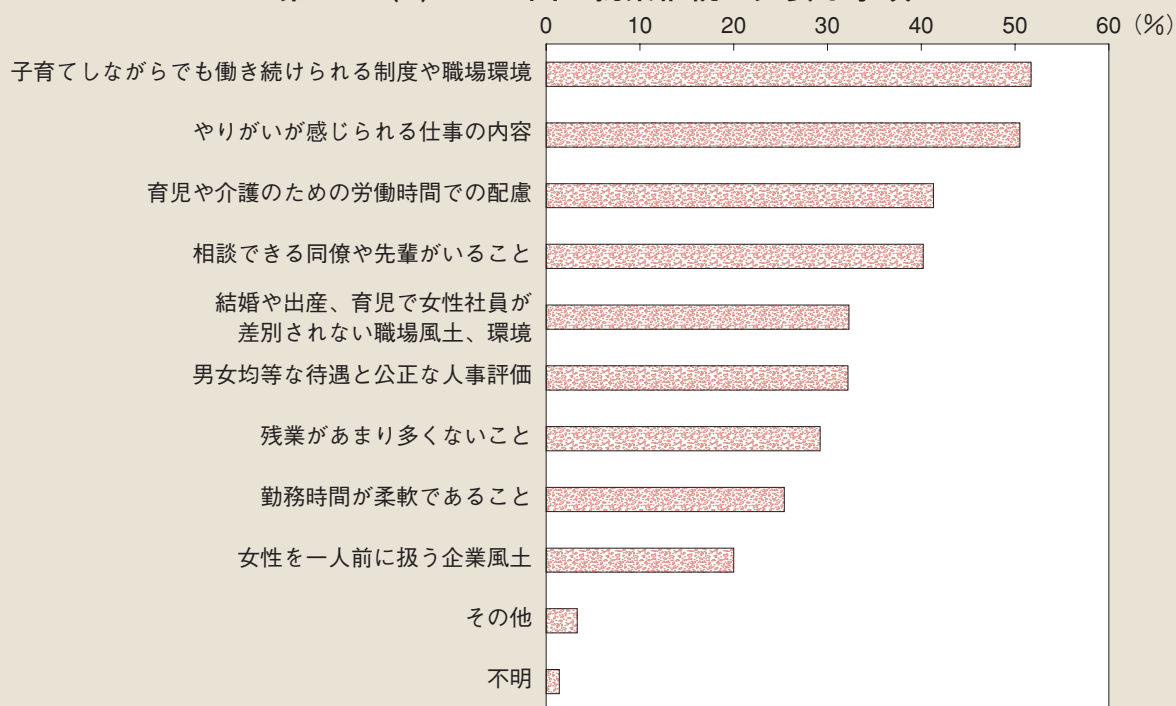 0 10 20 30 40 50 60 (%)
子育てしながらでも働き続けられる制度や職場環境
やりがいが感じられる仕事の内容
育児や介護のための労働時間での配慮
相談できる同僚や先輩がいること
結婚や出産、育児で女性社員が
差別されない職場風土、環境
男女均等な待遇と公正な人事評価
残業があまり多くないこと
勤務時間が柔軟であること
女性を一人前に扱う企業風土
その他
不明